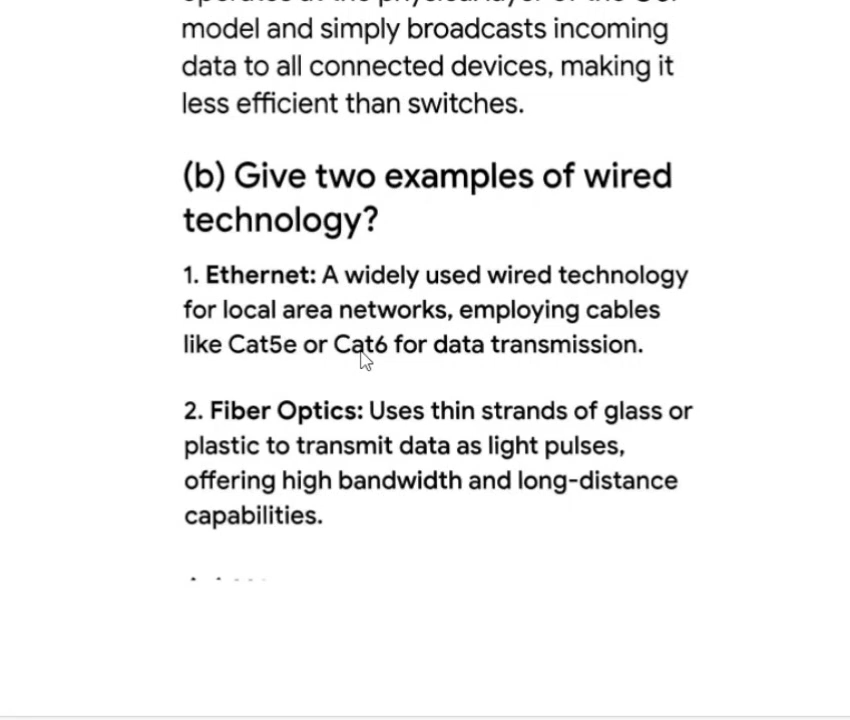 model and simply broadcasts incoming
data to all connected devices, making it
less efficient than switches.
(b) Give two examples of wired
technology?
1. Ethernet: A widely used wired technology
for local area networks, employing cables
like Cat5e or Cat6 for data transmission.
2. Fiber Optics: Uses thin strands of glass or
plastic to transmit data as light pulses,
offering high bandwidth and long-distance
capabilities.